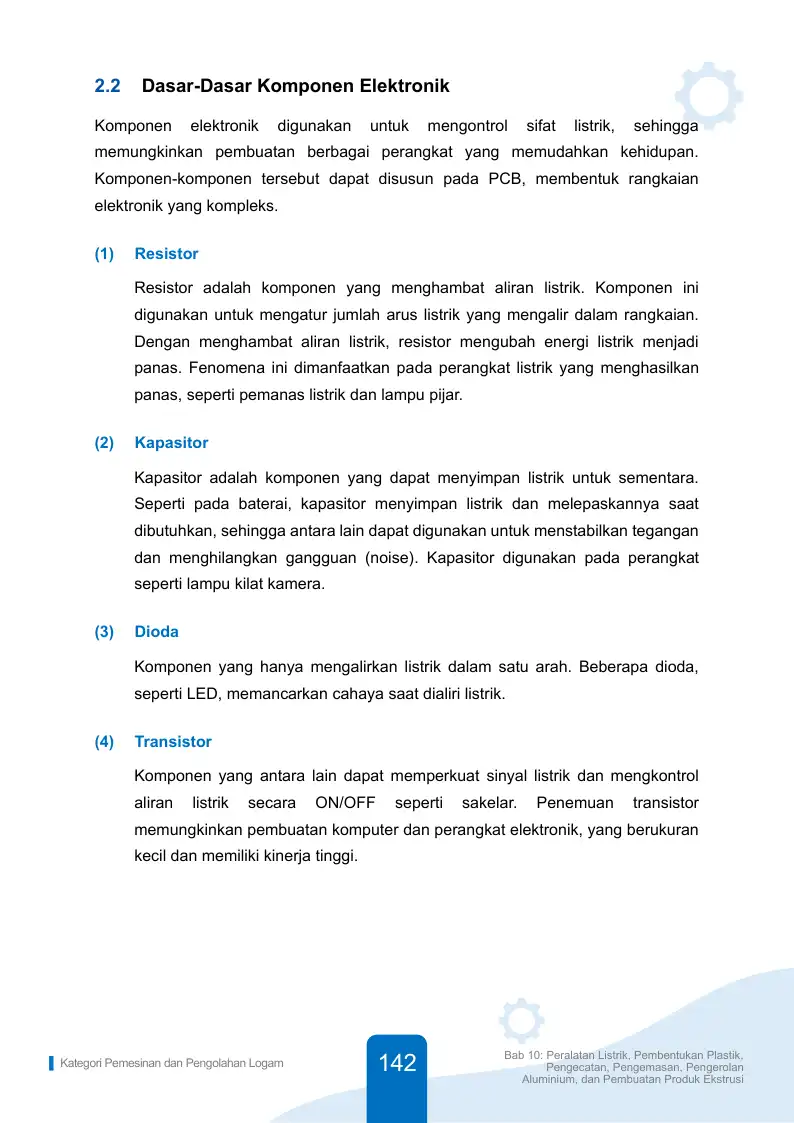 2.2 Dasar-Dasar Komponen Elektronik
Komponen elektronik digunakan untuk mengontrol sifat listrik, sehingga
memungkinkan pembuatan berbagai perangkat yang memudahkan kehidupan.
Komponen-komponen tersebut dapat disusun pada PCB, membentuk rangkaian
elektronik yang kompleks.
(1) Resistor
Resistor adalah komponen yang menghambat aliran listrik. Komponen ini
digunakan untuk mengatur jumlah arus listrik yang mengalir dalam rangkaian.
Dengan menghambat aliran listrik, resistor mengubah energi listrik menjadi
panas. Fenomena ini dimanfaatkan pada perangkat listrik yang menghasilkan
panas, seperti pemanas listrik dan lampu pijar.
(2) Kapasitor
Kapasitor adalah komponen yang dapat menyimpan listrik untuk sementara.
Seperti pada baterai, kapasitor menyimpan listrik dan melepaskannya saat
dibutuhkan, sehingga antara lain dapat digunakan untuk menstabilkan tegangan
dan menghilangkan gangguan (noise). Kapasitor digunakan pada perangkat
seperti lampu kilat kamera.
(3) Dioda
Komponen yang hanya mengalirkan listrik dalam satu arah. Beberapa dioda,
seperti LED, memancarkan cahaya saat dialiri listrik.
(4) Transistor
Komponen yang antara lain dapat memperkuat sinyal listrik dan mengkontrol
aliran listrik secara ON/OFF seperti sakelar. Penemuan transistor
memungkinkan pembuatan komputer dan perangkat elektronik, yang berukuran
kecil dan memiliki kinerja tinggi.
Kategori Pemesinan dan Pengolahan Logam
142
Bab 10: Peralatan Listrik, Pembentukan Plastik,
Pengecatan, Pengemasan, Pengerolan
Aluminium, dan Pembuatan Produk Ekstrusi